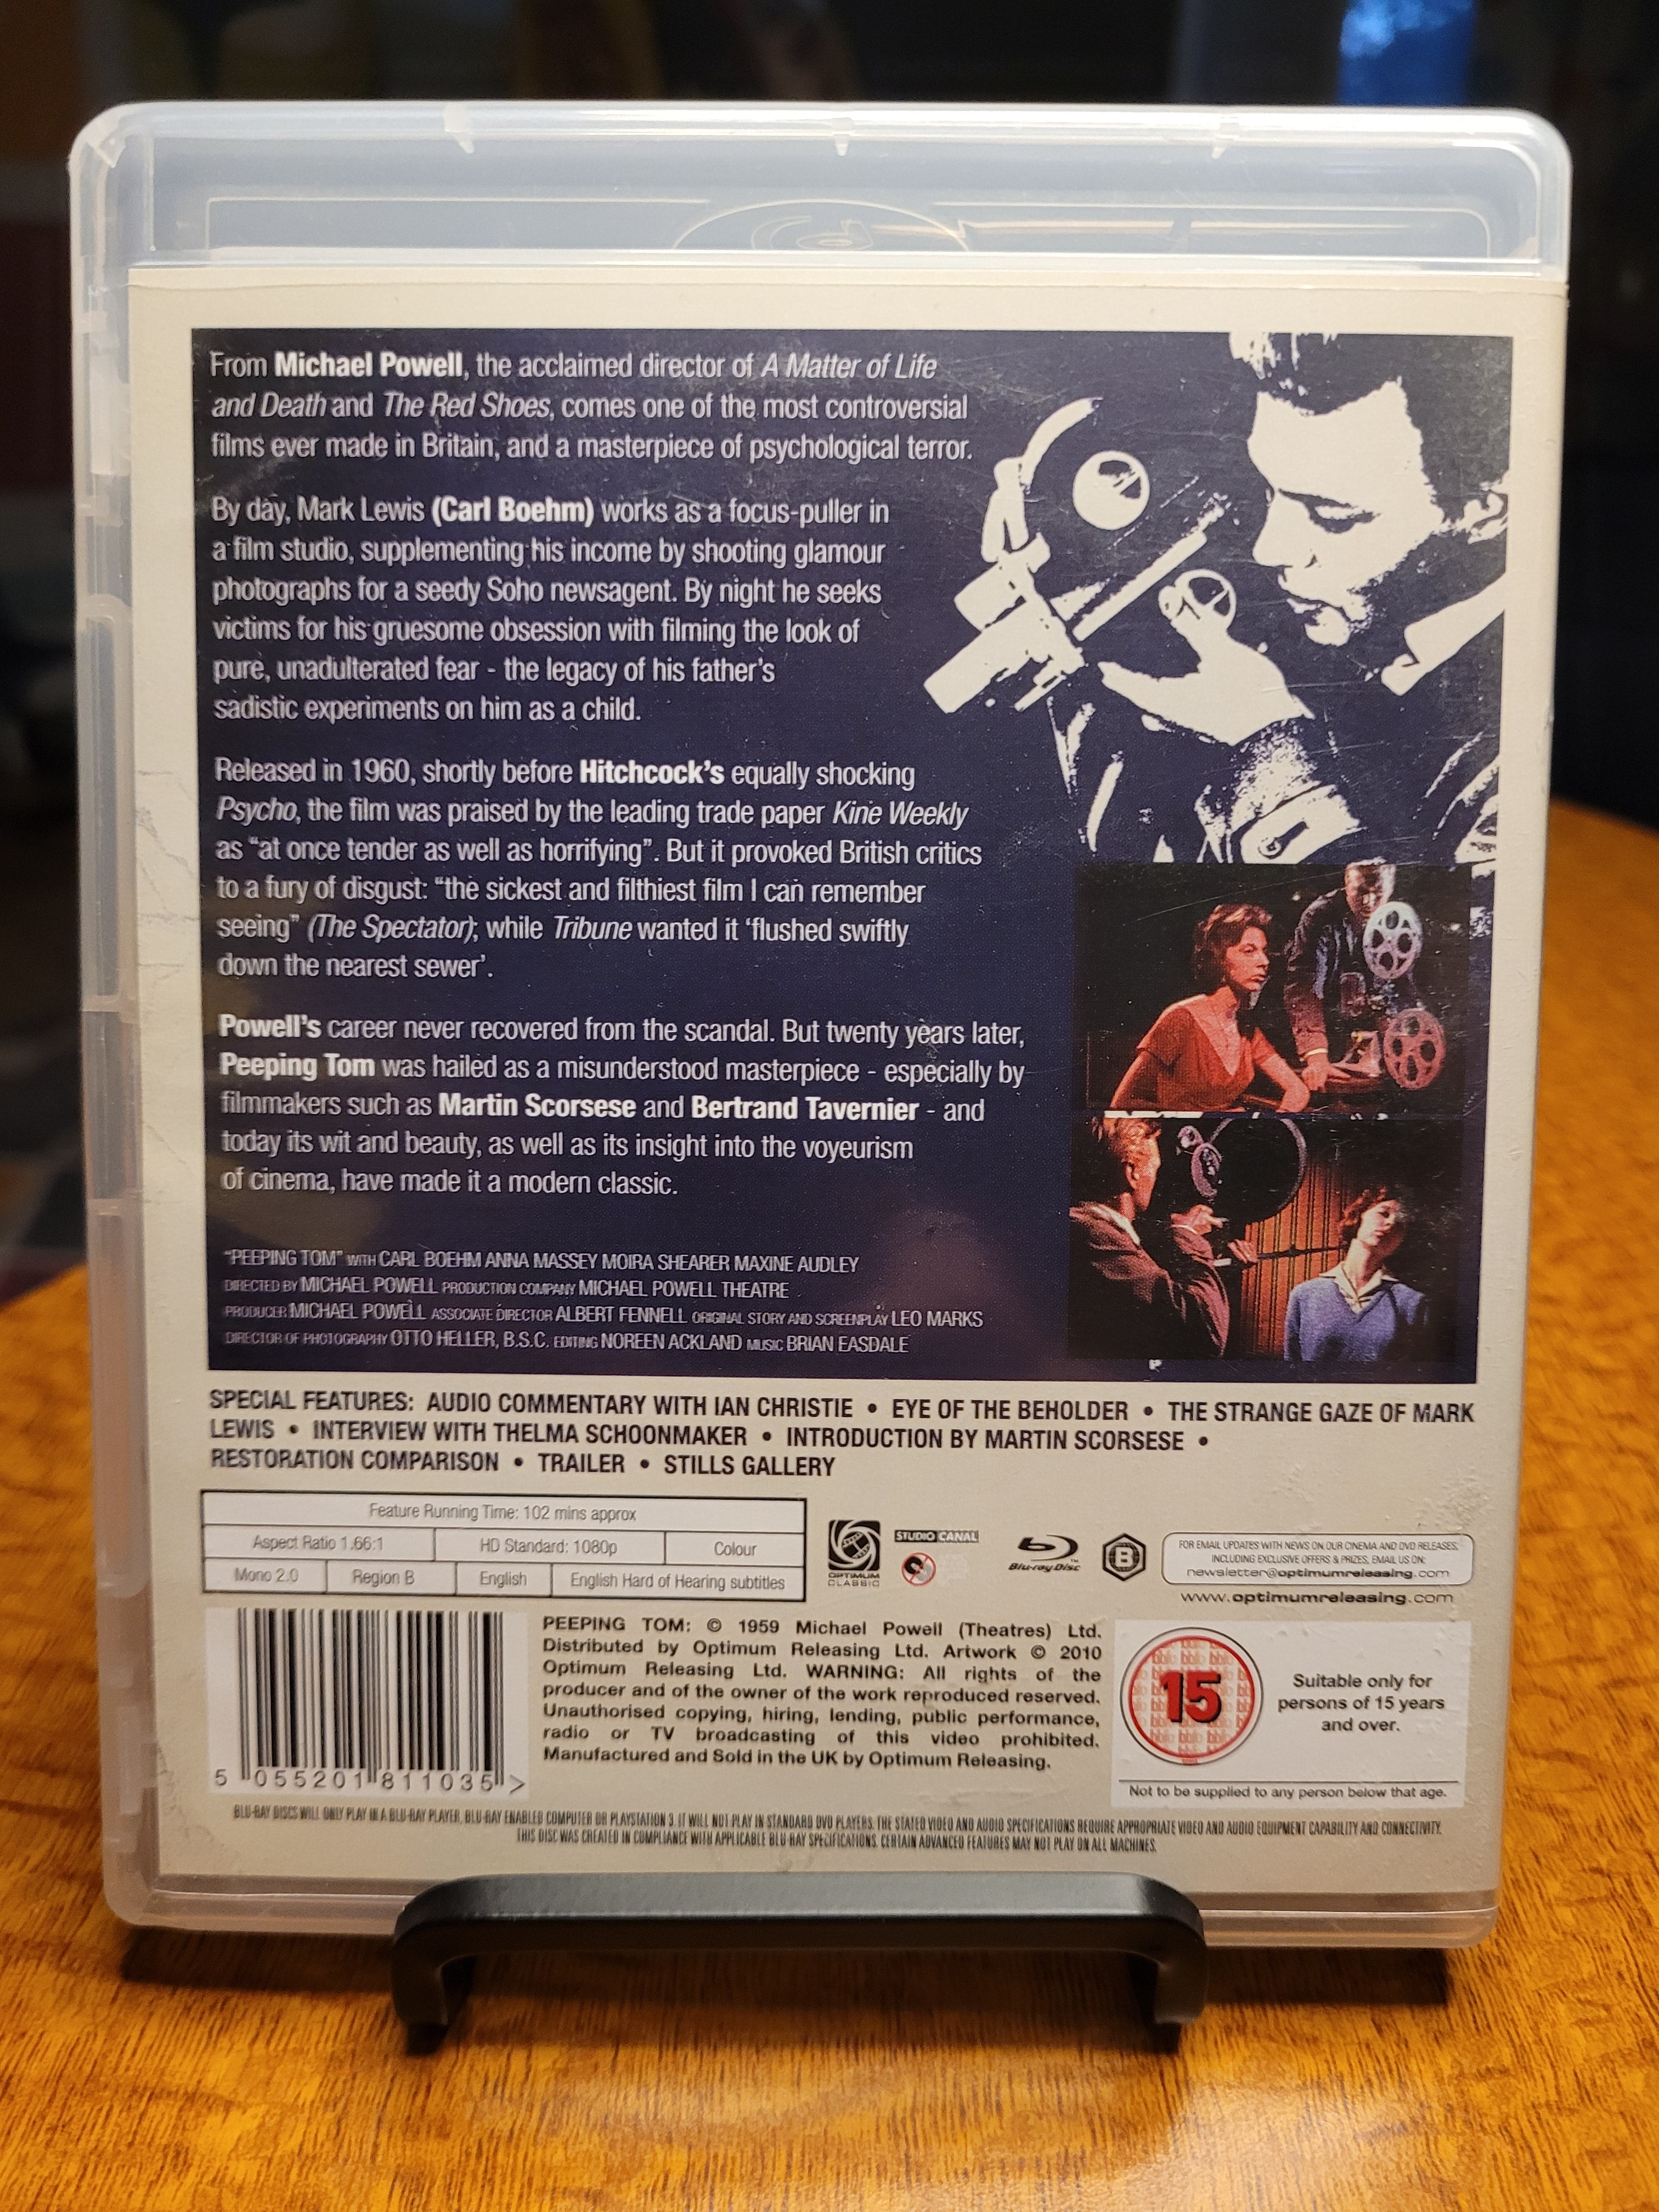 From Michael Powell, the acclaimed director of A Matter of Life
and Death and The Red Shoes, comes one of the most controversial
films ever made in Britain, and a masterpiece of psychological terror.
By day, Mark Lewis (Carl Boehm) works as a focus-puller in
a film studio, supplementing his income by shooting glamour
photographs for a seedy Soho newsagent. By night he seeks
victims for his gruesome obsession with filming the look of
pure, unadulterated fear - the legacy of his father's
sadistic experiments on him as a child.
Released in 1960, shortly before Hitchcock's equally shocking
Psycho, the film was praised by the leading trade paper Kine Weekly
as "at once tender as well as horrifying". But it provoked British critics
to a fury of disgust: "the sickest and filthiest film I can remember
seeing" (The Spectator); while Tribune wanted it 'flushed swiftly
down the nearest sewer'.
Powell's career never recovered from the scandal. But twenty years later,
Peeping Tom was hailed as a misunderstood masterpiece - especially by
filmmakers such as Martin Scorsese and Bertrand Tavernier - and
today its wit and beauty, as well as its insight into the voyeurism
of cinema, have made it a modern classic.
"PEEPING TOM" WITH CARL BOEHM ANNA MASSEY MOIRA SHEARER MAXINE AUDLEY
DIRECTED BY MICHAEL POWELL PRODUCTION COMPANY MICHAEL POWELL THEATRE
PRODUCER MICHAEL POWELL ASSOCIATE DIRECTOR ALBERT FENNELL ORIGINAL STORY AND SCREENPLAY LEO MARKS
DIRECTOR OF PHOTOGRAPHY OTTO HELLER, B.S.C. EDITING NOREEN ACKLAND MUSIC BRIAN EASDALE
SPECIAL FEATURES: AUDIO COMMENTARY WITH IAN CHRISTIE • EYE OF THE BEHOLDER • THE STRANGE GAZE OF MARK
LEWIS • INTERVIEW WITH THELMA SCHOONMAKER • INTRODUCTION BY MARTIN SCORSESE •
RESTORATION COMPARISON • TRAILER • STILLS GALLERY
Feature Running Time: 102 mins approx
Aspect Ratio 1.66:1 HD Standard: 1080p Colour
Mono 2.0 Region B English English Hard of Hearing subtitles
OPTIMUM
CLASSIC
STUDIO CANAL
Blu-ray Disc™
B
FOR EMAIL UPDATES WITH NEWS ON OUR CINEMA AND DVD RELEASES,
INCLUDING EXCLUSIVE OFFERS & PRIZES, EMAIL US ON:
newsletter@optimumreleasing.com
www.optimumreleasing.com
5 055201 811035 >
PEEPING TOM: © 1959 Michael Powell (Theatres) Ltd.
Distributed by Optimum Releasing Ltd. Artwork © 2010
Optimum Releasing Ltd. WARNING: All rights of the
producer and of the owner of the work reproduced reserved.
Unauthorised copying, hiring, lending, public performance,
radio or TV broadcasting of this video prohibited.
Manufactured and Sold in the UK by Optimum Releasing.
15
Suitable only for
persons of 15 years
and over.
Not to be supplied to any person below that age.
BLU-RAY DISCS WILL ONLY PLAY IN A BLU-RAY PLAYER, BLU-RAY ENABLED COMPUTER OR PLAYSTATION 3. IT WILL NOT PLAY IN STANDARD DVD PLAYERS. THE STATED VIDEO AND AUDIO SPECIFICATIONS REQUIRE APPROPRIATE VIDEO AND AUDIO EQUIPMENT CAPABILITY AND CONNECTIVITY.
THIS DISC WAS CREATED IN COMPLIANCE WITH APPLICABLE BLU-RAY SPECIFICATIONS. CERTAIN ADVANCED FEATURES MAY NOT PLAY ON ALL MACHINES.